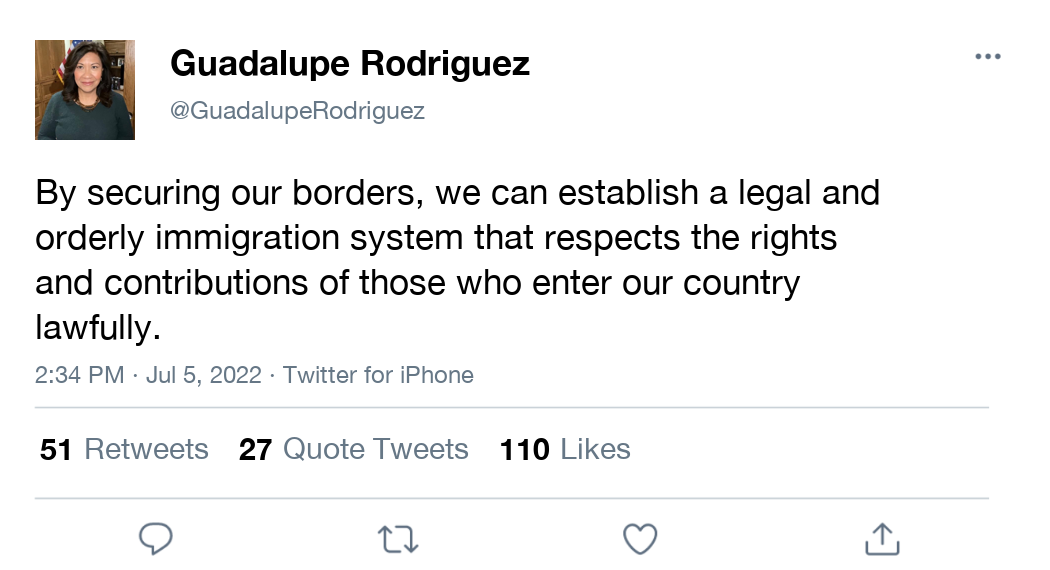 Guadalupe Rodriguez
@GuadalupeRodriguez
By securing our borders, we can establish a legal and
orderly immigration system that respects the rights
and contributions of those who enter our country
lawfully.
2:34 PM · Jul 5, 2022 · Twitter for iPhone
51 Retweets 27 Quote Tweets 110 Likes